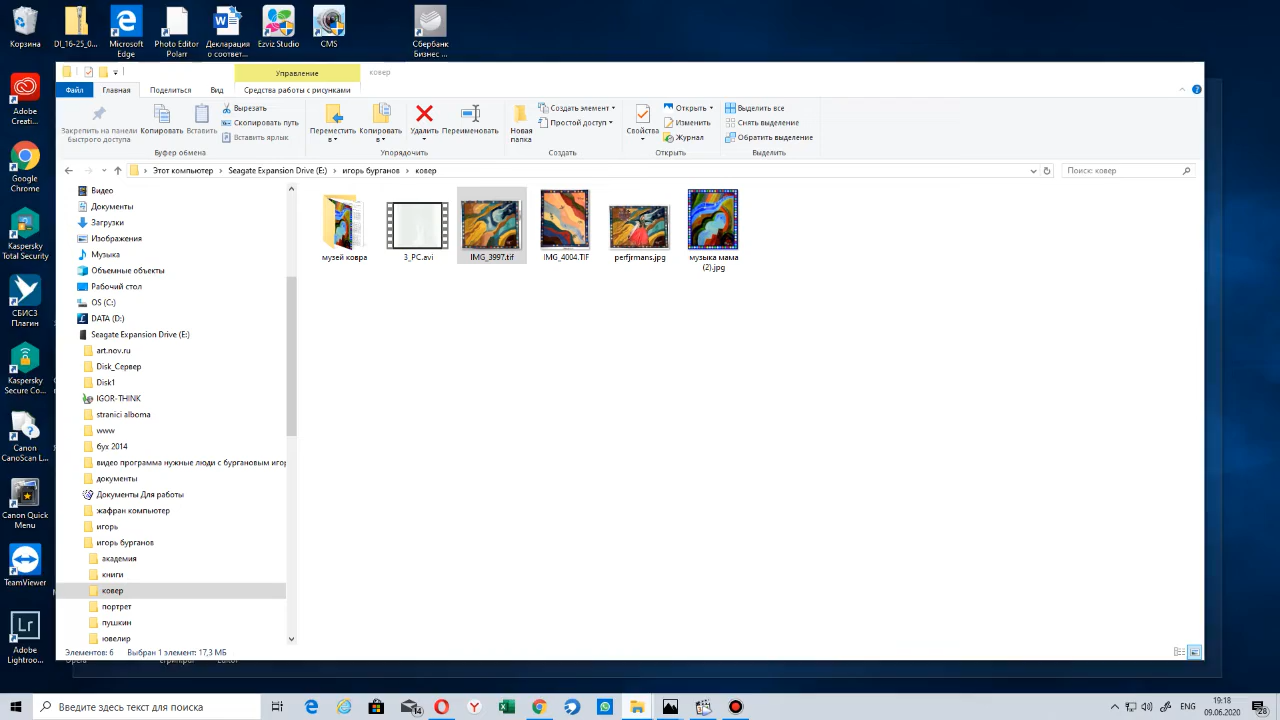 Корзина
DI_16-25_0...
Microsoft
Edge
Photo Editor
Polarr
Декларация
о соответ...
Ezviz Studio
CMS
Сбербанк
Бизнес ...
Adobe
Creati...
Google
Chrome
Kaspersky
Total Security
СБИС3
Плагин
Kaspersky
Secure Co...
Canon
CanoScan L...
Canon Quick
Menu
TeamViewer
Adobe
Lightroo...
Управление
ковер
Файл
Главная
Поделиться
Вид
Средства работы с рисунками
Закрепить на панели
быстрого доступа
Копировать
Вставить
Вырезать
Скопировать путь
Вставить ярлык
Буфер обмена
Переместить
в
Копировать
в
Удалить
Переименовать
Упорядочить
Новая
папка
Создать элемент
Простой доступ
Создать
Свойства
Открыть
Изменить
Журнал
Открыть
Выделить все
Снять выделение
Обратить выделение
Выделить
Этот компьютер
Seagate Expansion Drive (E:)
игорь бурганов
ковер
Поиск: ковер
Видео
Документы
Загрузки
Изображения
Музыка
Объемные объекты
Рабочий стол
OS (C:)
DATA (D:)
Seagate Expansion Drive (E:)
art.nov.ru
Disk_Сервер
Disk1
IGOR-THINK
stranici alboma
www
бух 2014
видео программа нужные люди с бургановым игор
документы
Документы Для работы
жафран компьютер
игорь
игорь бурганов
академия
книги
ковер
портрет
пушкин
ювелир
музей ковра
3_PC.avi
IMG_3997.tif
IMG_4004.TIF
perfjrmans.jpg
музыка мама
(2).jpg
Элементов: 6
Выбран 1 элемент: 17,3 МБ
Введите здесь текст для поиска
14
ENG
19:18
09.06.2020
28